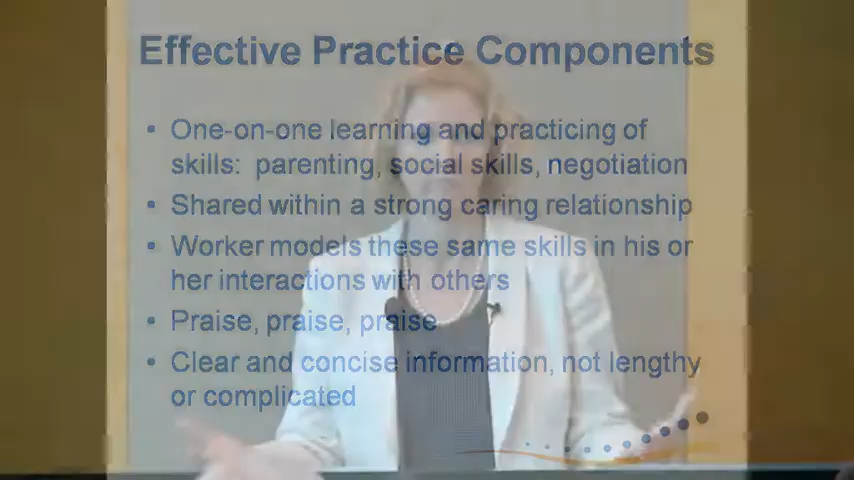 Effective Practice Components
• One-on-one learning and practicing of
skills: parenting, social skills, negotiation
• Shared within a strong caring relationship
• Worker models these same skills in his or
her interactions with others
• Praise, praise, praise
• Clear and concise information, not lengthy
or complicated